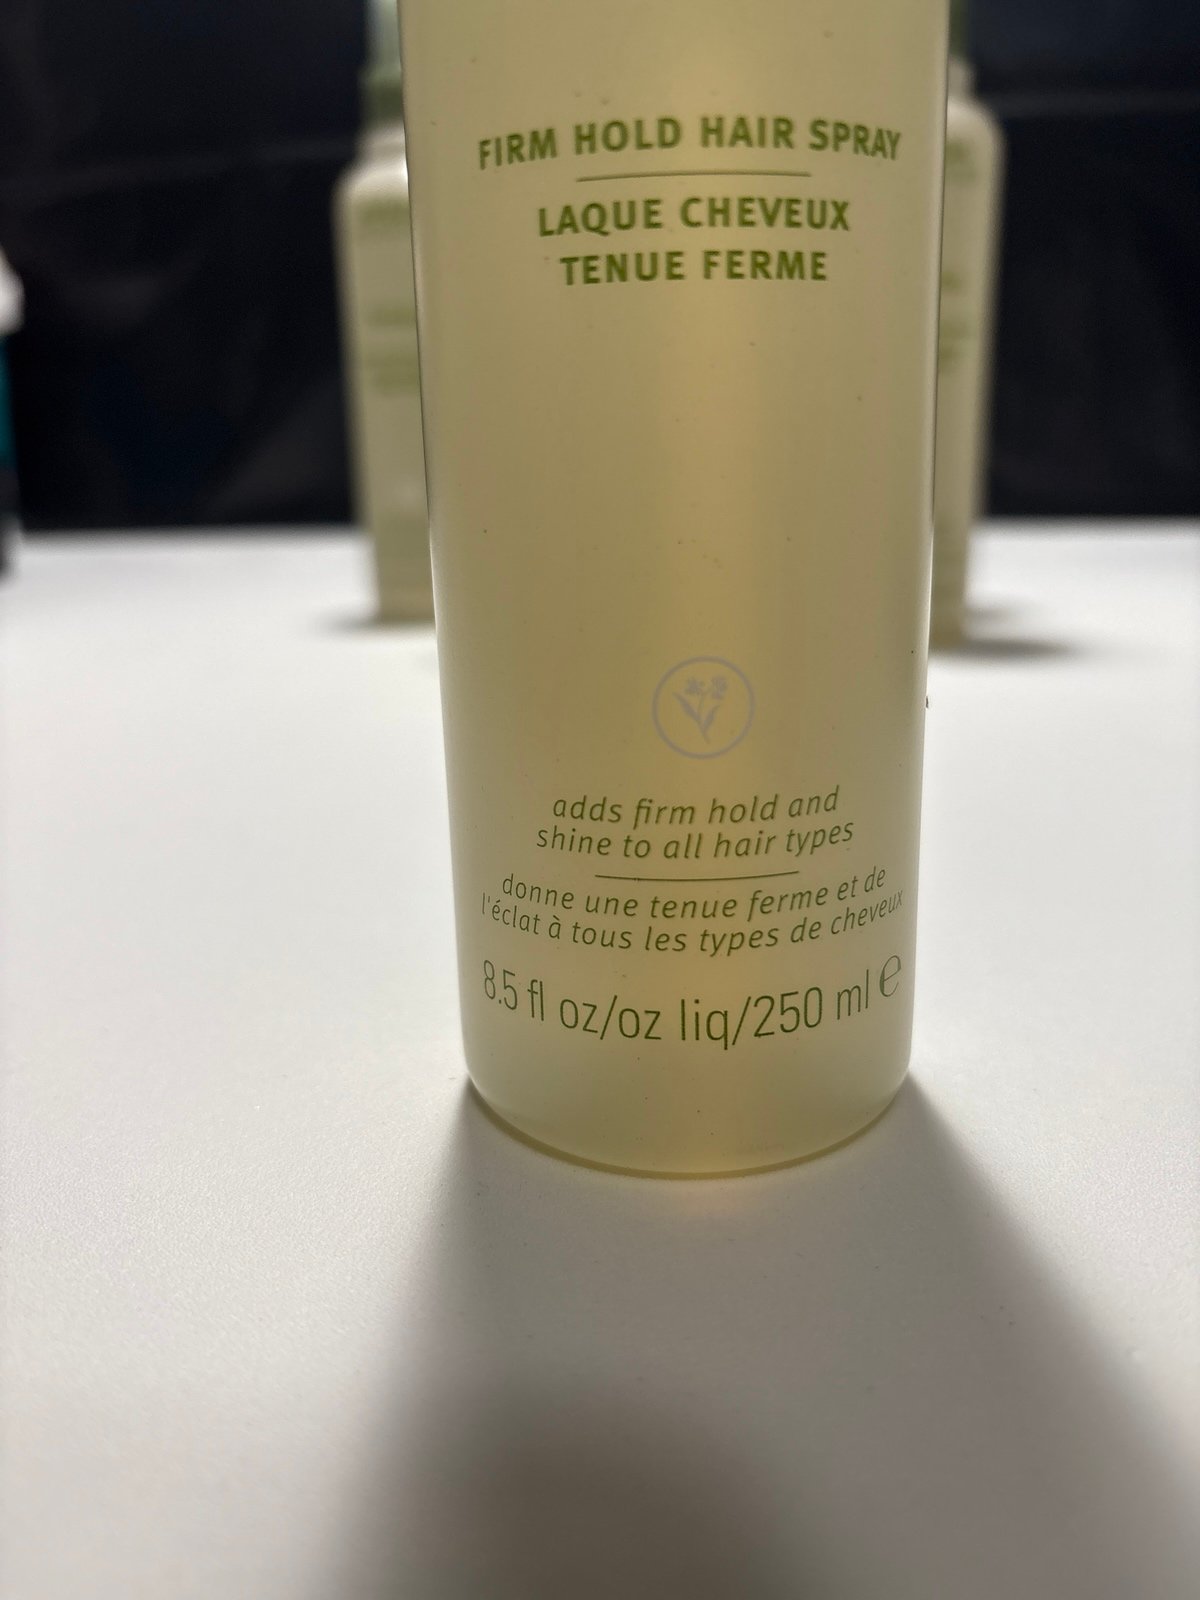 FIRM HOLD HAIR SPRAY
LAQUE CHEVEUX
TENUE FERME
adds firm hold and
shine to all hair types
donne une tenue ferme et de
l'éclat à tous les types de cheveux
8.5 fl oz/oz liq/250 ml ℮